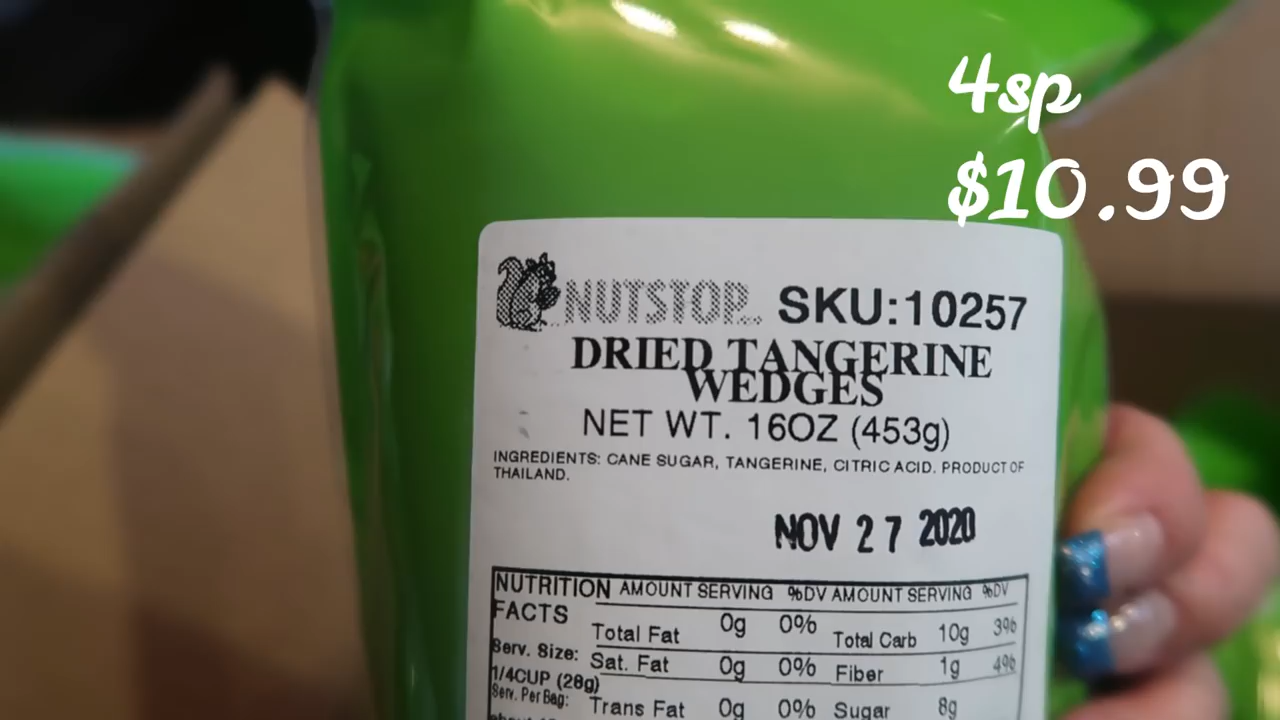 4sp
$10.99
NUTSTOP
SKU:10257
DRIED TANGERINE
WEDGES
NET WT. 16OZ (453g)
INGREDIENTS: CANE SUGAR, TANGERINE, CITRIC ACID. PRODUCT OF
THAILAND.
NOV 27 2020
NUTRITION FACTS
AMOUNT SERVING %DV AMOUNT SERVING %DV
Serv. Size:
1/4CUP (28g)
Serv. Per Bag:
Total Fat 0g 0% Total Carb 10g 3%
Sat. Fat 0g 0% Fiber 1g 4%
Trans Fat 0g 0% Sugar 8g